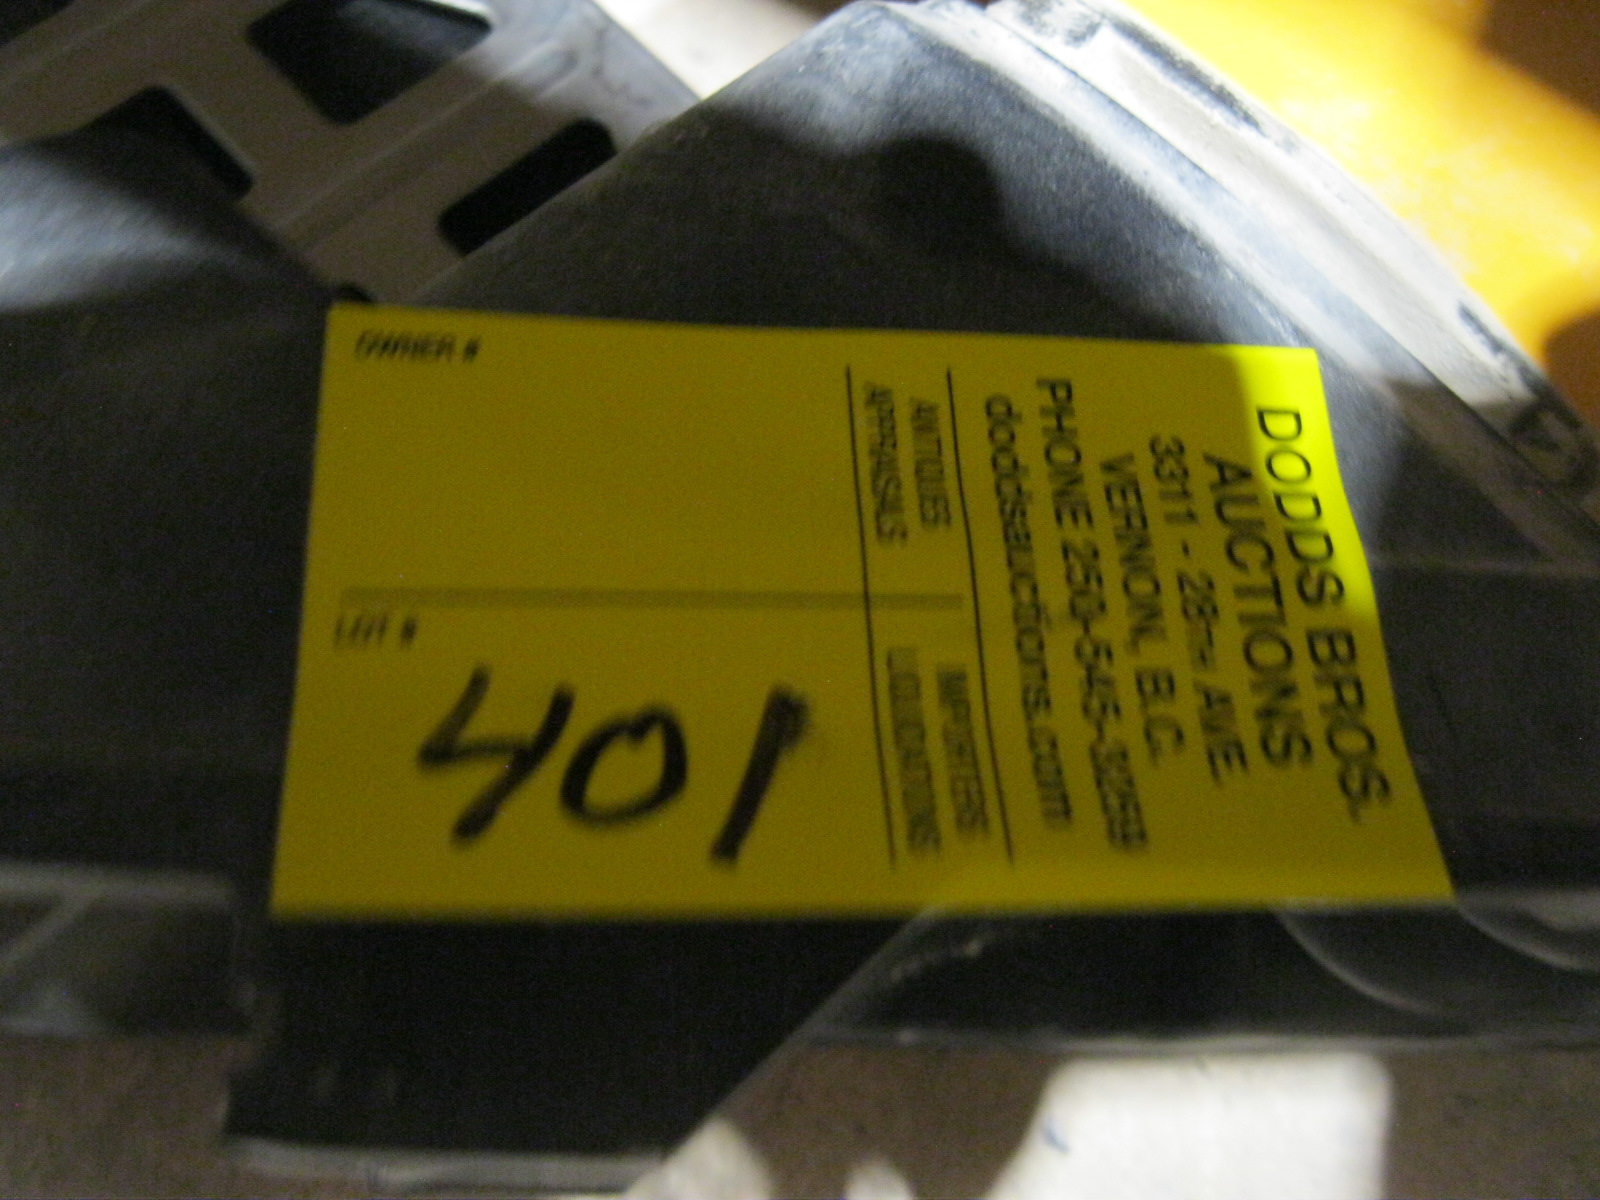 DODDS BROS.
AUCTIONS
3311 - 28TH AVE.
VERNON, B.C.
PHONE 250-545-3259
doddsauctions.com
ANTIQUES IMPORTERS
APPRAISALS LIQUIDATIONS
OWNER #
LOT #
401